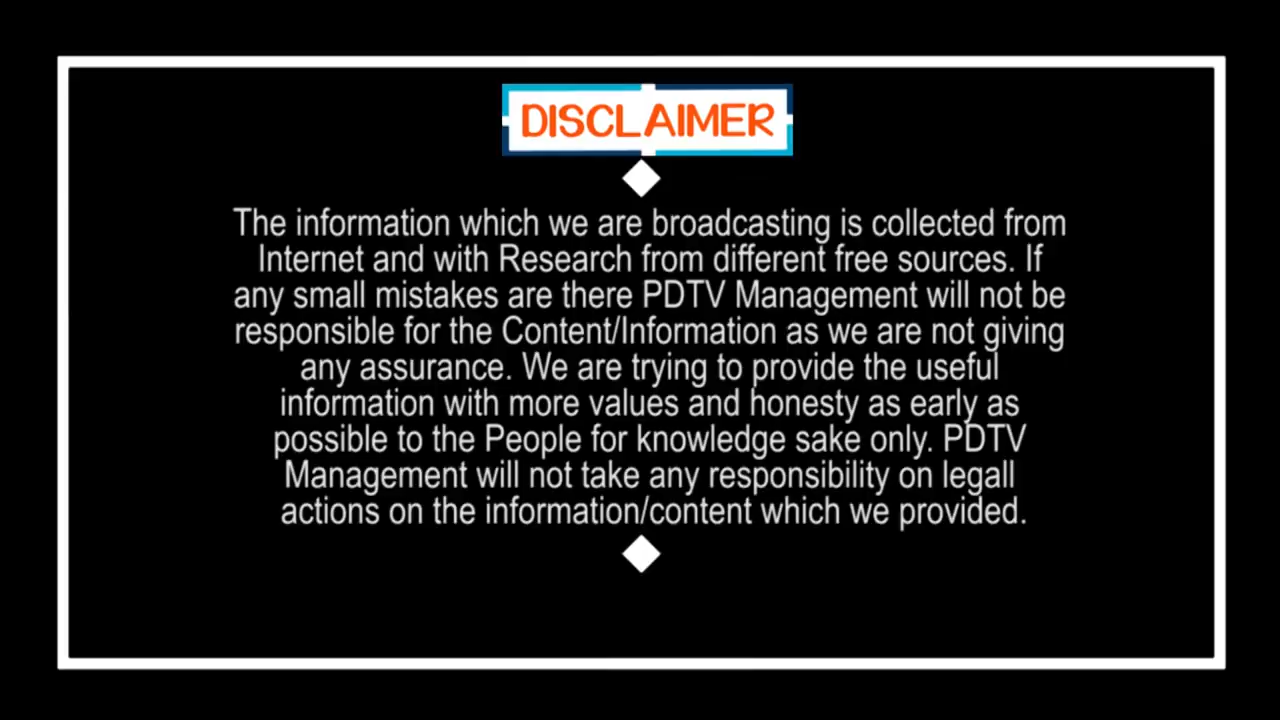 DISCLAIMER
The information which we are broadcasting is collected from
Internet and with Research from different free sources. If
any small mistakes are there PDTV Management will not be
responsible for the Content/Information as we are not giving
any assurance. We are trying to provide the useful
information with more values and honesty as early as
possible to the People for knowledge sake only. PDTV
Management will not take any responsibility on legall
actions on the information/content which we provided.